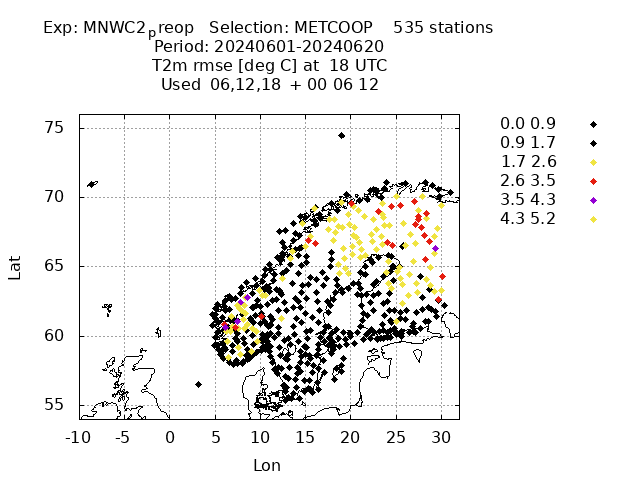 Exp: MNWC2preop Selection: METCOOP 535 stations
Period: 20240601-20240620
T2m rmse [deg C] at 18 UTC
Used 06,12,18 + 00 06 12
0.0 0.9
0.9 1.7
1.7 2.6
2.6 3.5
3.5 4.3
4.3 5.2
75
70
65
60
55
Lat
-10 -5 0 5 10 15 20 25 30
Lon